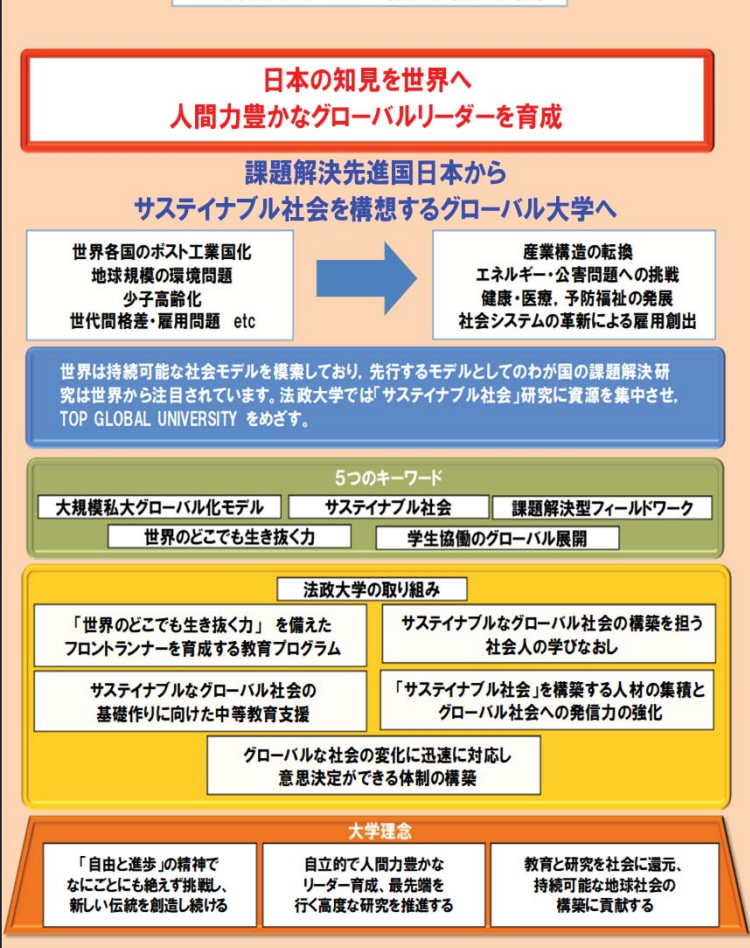 日本の知見を世界へ
人間力豊かなグローバルリーダーを育成
課題解決先進国日本から
サステイナブル社会を構想するグローバル大学へ
世界各国のポスト工業国化
地球規模の環境問題
少子高齢化
世代間格差・雇用問題 etc
産業構造の転換
エネルギー・公害問題への挑戦
健康・医療，予防福祉の発展
社会システムの革新による雇用創出
世界は持続可能な社会モデルを模索しており，先行するモデルとしてのわが国の課題解決研
究は世界から注目されています。法政大学では「サステイナブル社会」研究に資源を集中させ，
TOP GLOBAL UNIVERSITY をめざす。
5つのキーワード
大規模私大グローバル化モデル
サステイナブル社会
課題解決型フィールドワーク
世界のどこでも生き抜く力
学生協働のグローバル展開
法政大学の取り組み
「世界のどこでも生き抜く力」 を備えた
フロントランナーを育成する教育プログラム
サステイナブルなグローバル社会の構築を担う
社会人の学びなおし
サステイナブルなグローバル社会の
基礎作りに向けた中等教育支援
「サステイナブル社会」を構築する人材の集積と
グローバル社会への発信力の強化
グローバルな社会の変化に迅速に対応し
意思決定ができる体制の構築
大学理念
「自由と進歩」の精神で
なにごとにも絶えず挑戦し、
新しい伝統を創造し続ける
自立的で人間力豊かな
リーダー育成、最先端を
行く高度な研究を推進する
教育と研究を社会に還元、
持続可能な地球社会の
構築に貢献する